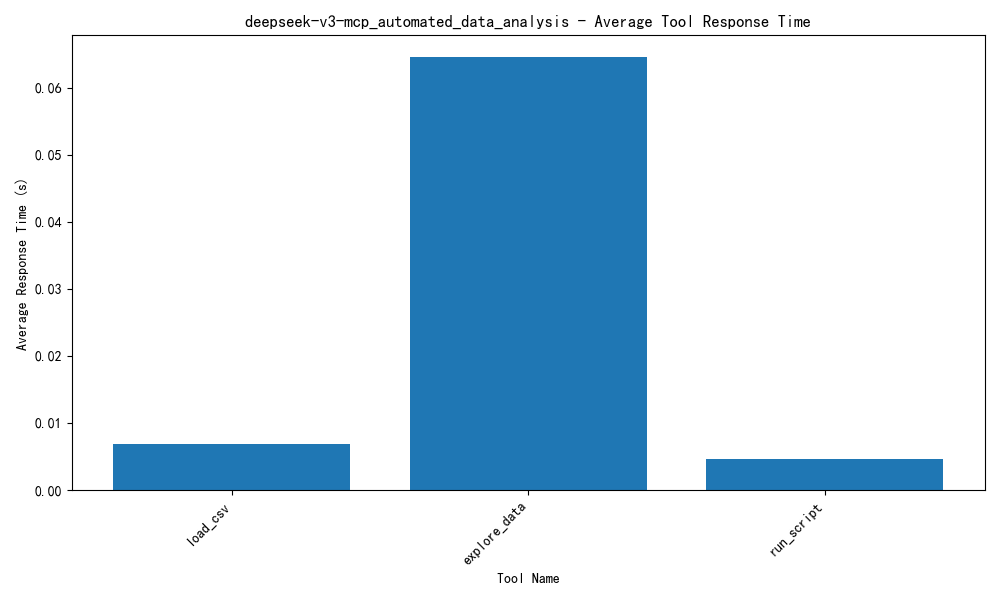 deepseek-v3-mcp_automated_data_analysis - Average Tool Response Time
Average Response Time (s)
0.06
0.05
0.04
0.03
0.02
0.01
0.00
load_csv
explore_data
run_script
Tool Name